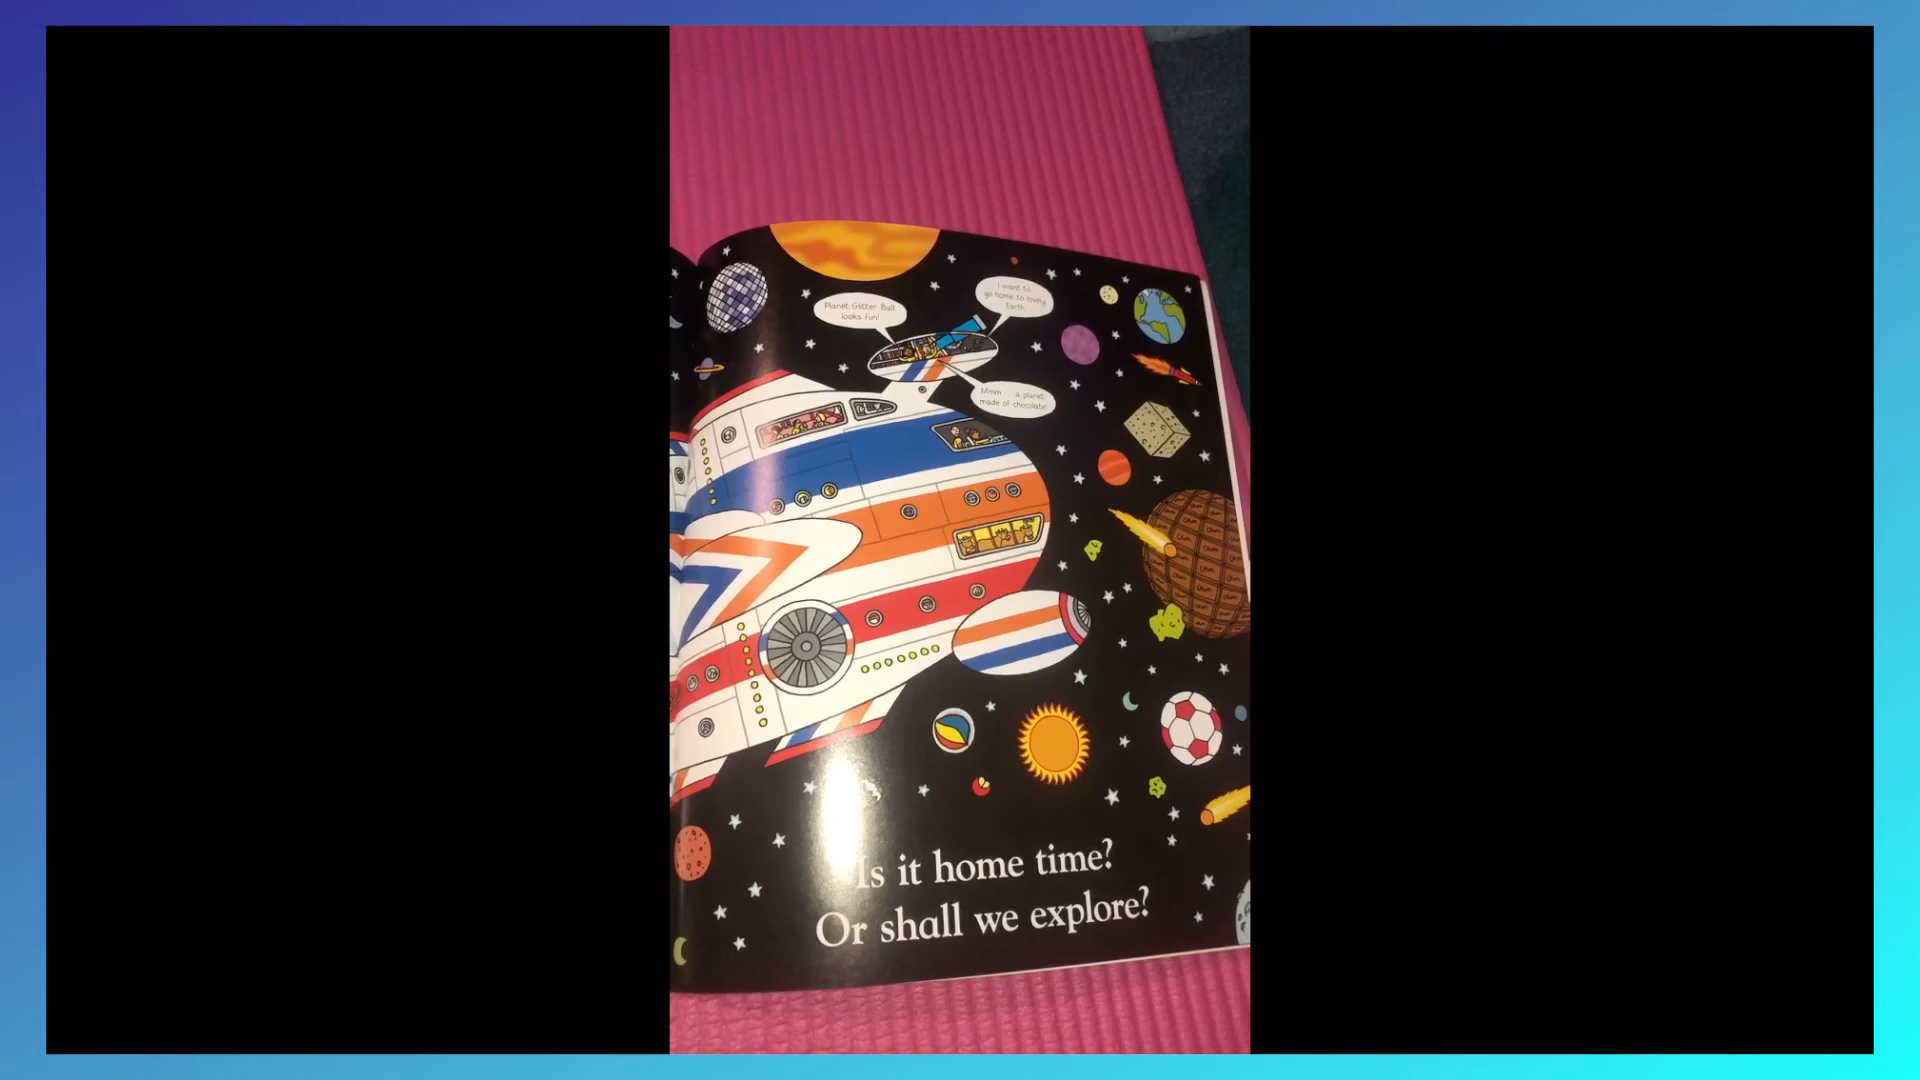 Planet Glitter Ball
looks fun!
I want to
go home to lovely
Earth.
Mmm . . . a planet
made of chocolate!
Is it home time?
Or shall we explore?